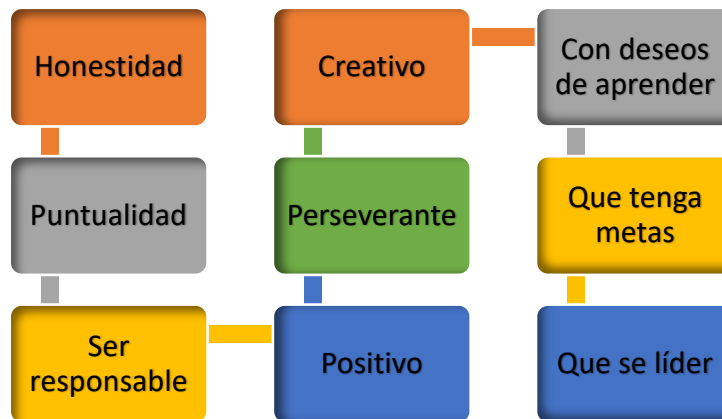 Honestidad
Puntualidad
Ser
responsable
Positivo
Perseverante
Creativo
Con deseos
de aprender
Que tenga
metas
Que se líder